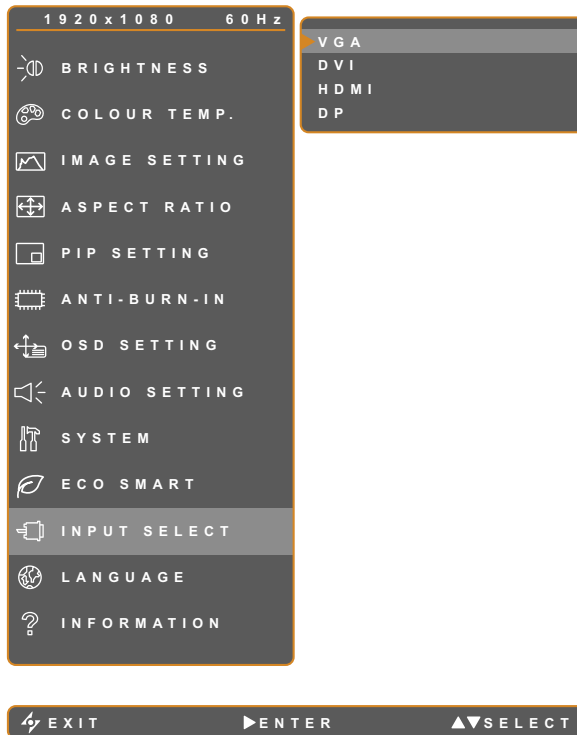 1920x1080 60Hz
BRIGHTNESS
COLOUR TEMP.
IMAGE SETTING
ASPECT RATIO
PIP SETTING
ANTI-BURN-IN
OSD SETTING
AUDIO SETTING
SYSTEM
ECO SMART
INPUT SELECT
LANGUAGE
INFORMATION
VGA
DVI
HDMI
DP
EXIT ENTER SELECT